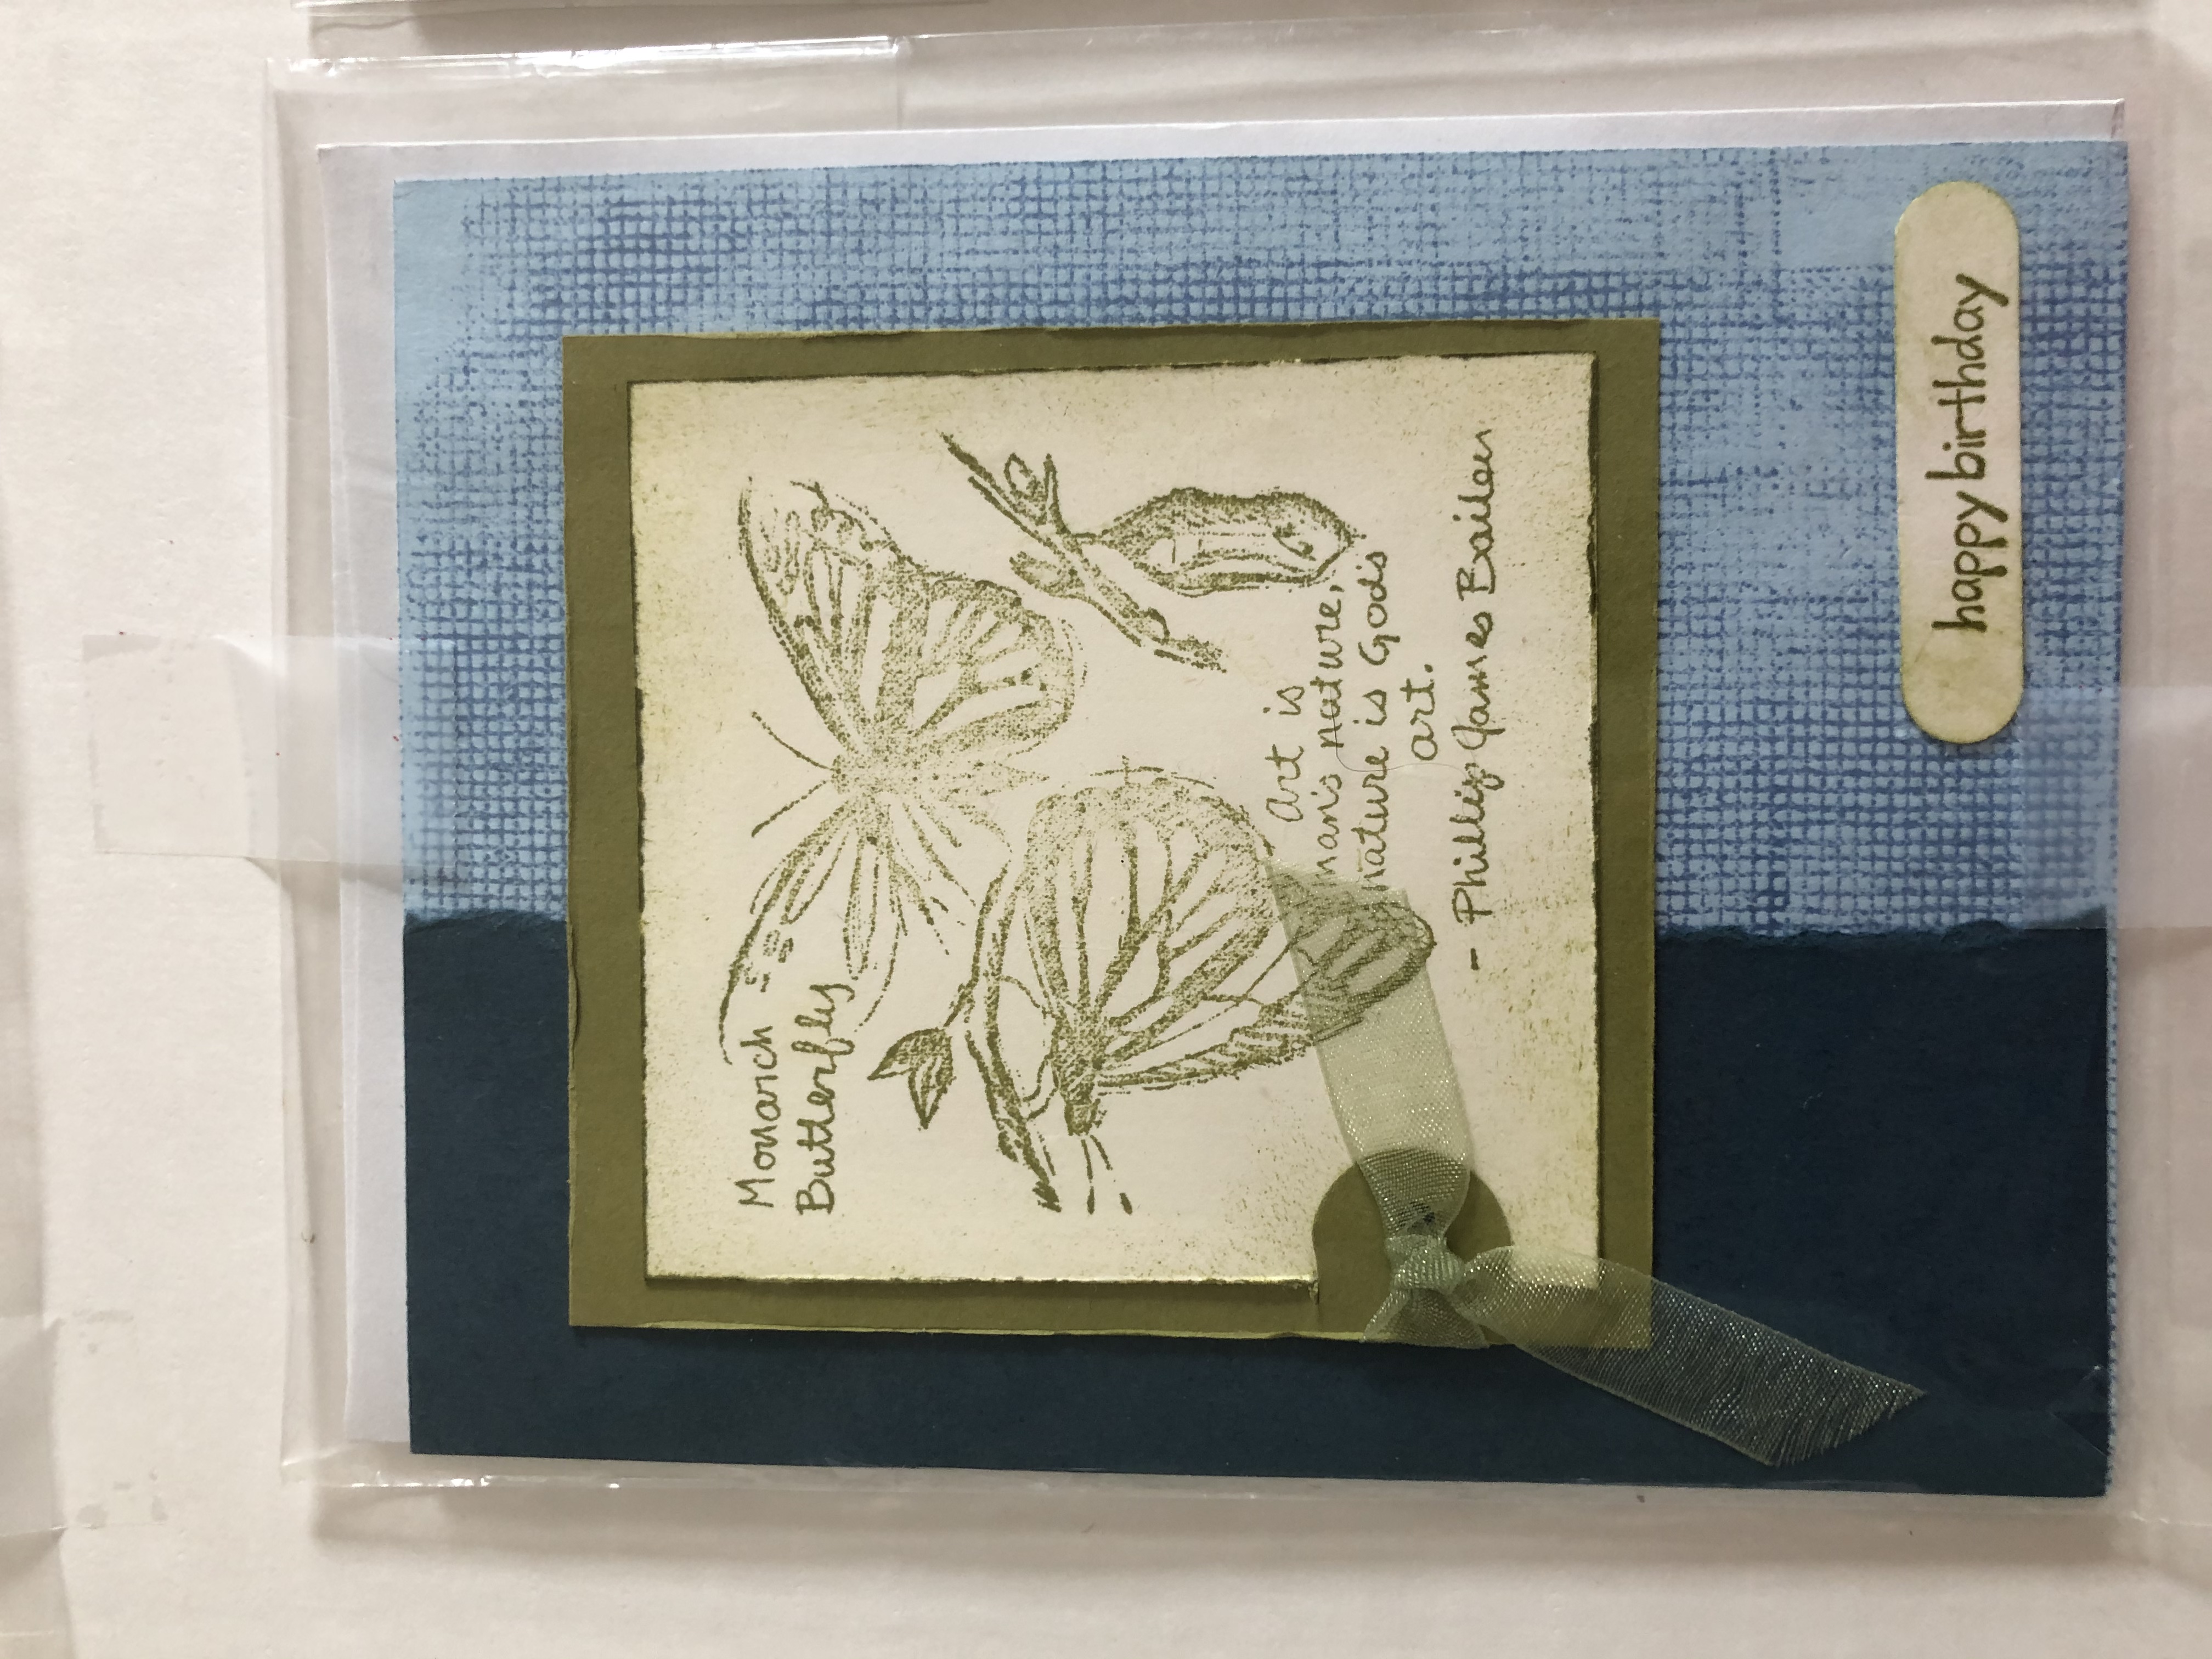 Monarch
Butterfly
Art is
man's nature,
nature is God's
art.
- Phillip James Bailey
happy birthday